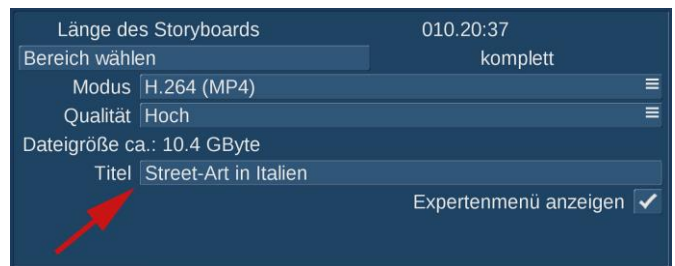 Länge des Storyboards 010.20:37
Bereich wählen komplett
Modus H.264 (MP4)
Qualität Hoch
Dateigröße ca.: 10.4 GByte
Titel Street-Art in Italien
Expertenmenü anzeigen